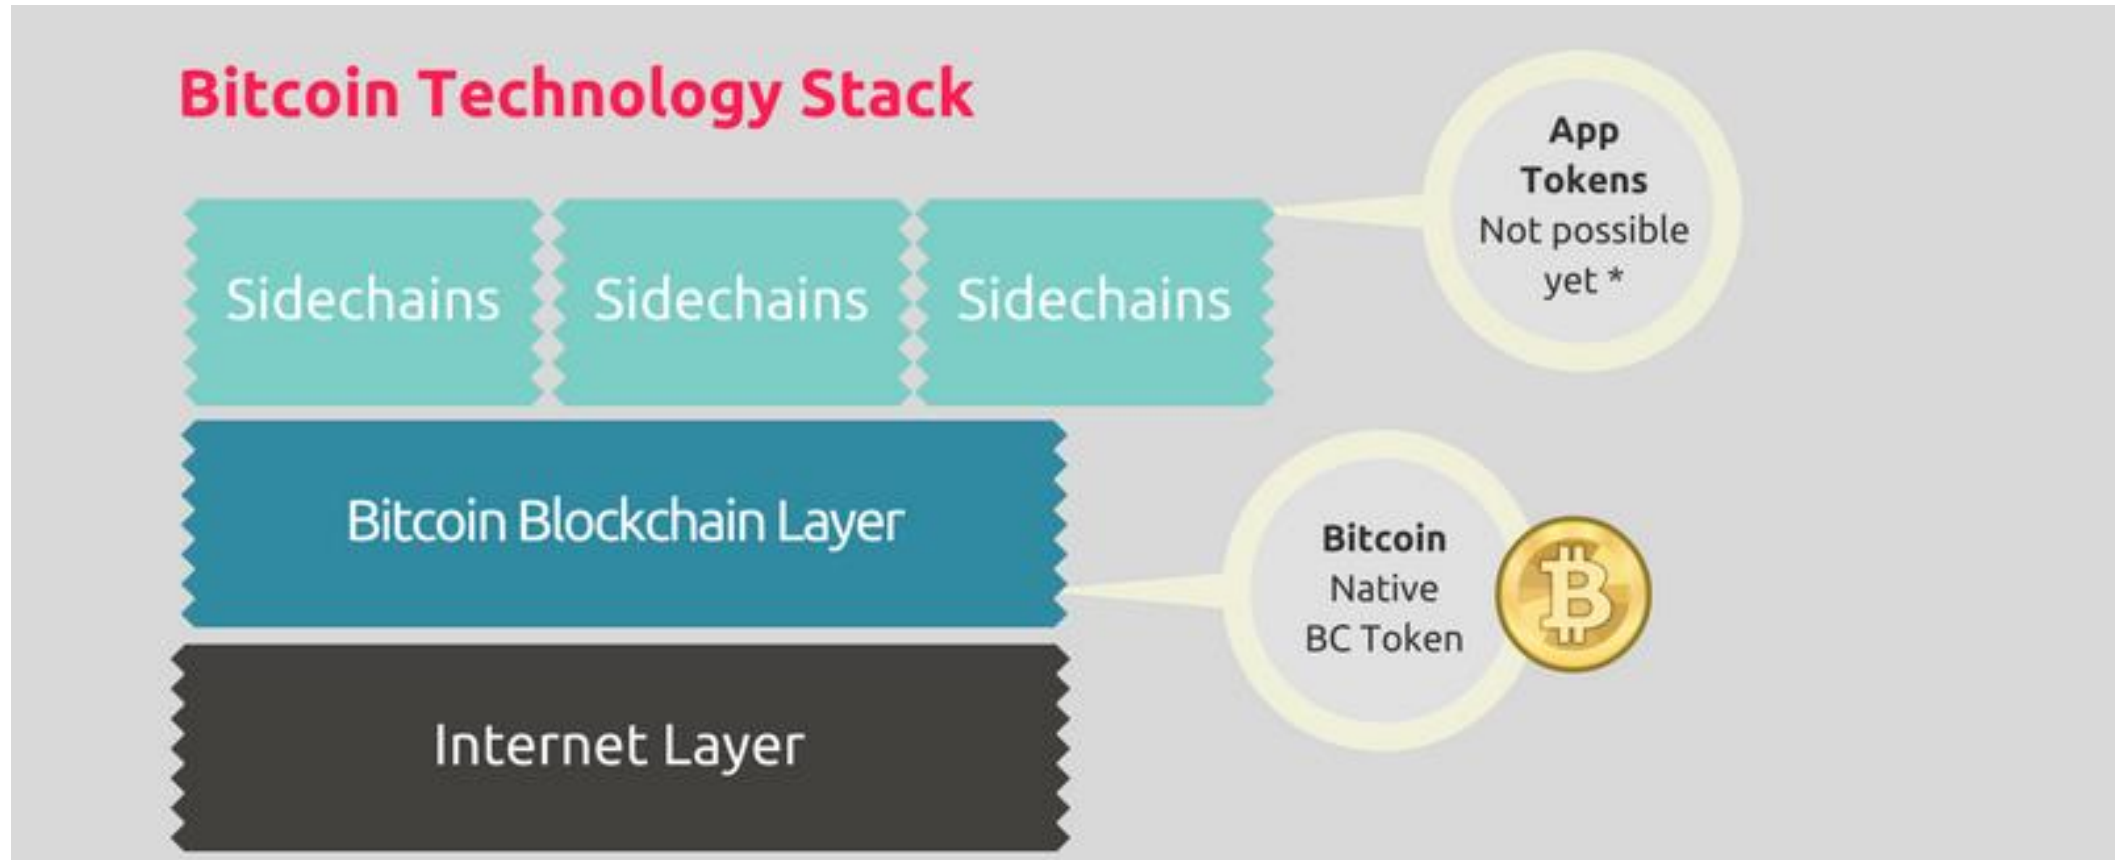 Bitcoin Technology Stack
App
Tokens
Not possible
yet *
Sidechains Sidechains Sidechains
Bitcoin Blockchain Layer
Bitcoin
Native
BC Token
Internet Layer